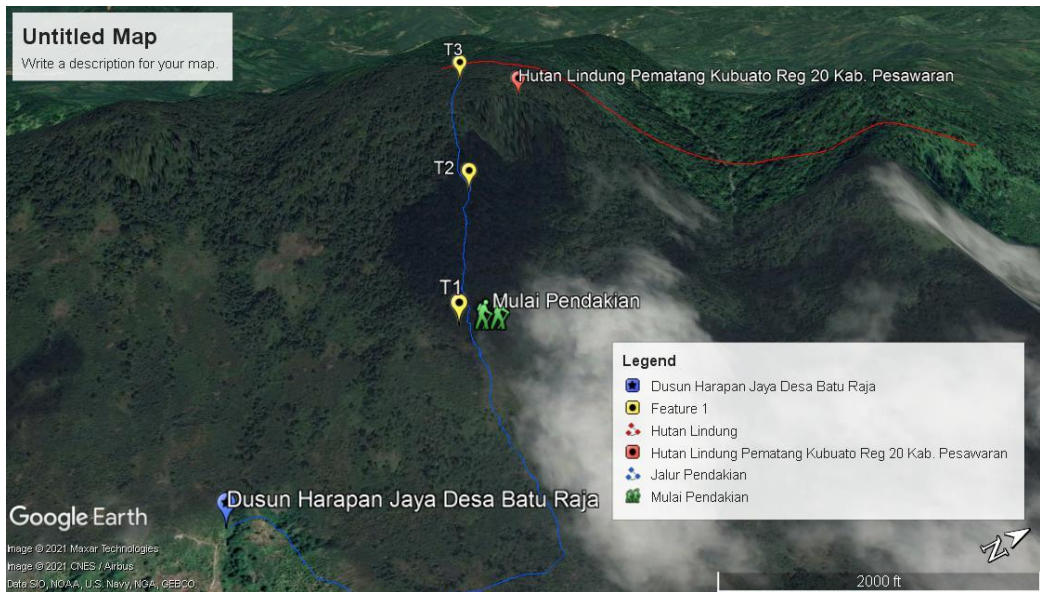 Untitled Map
Write a description for your map.
T3
Hutan Lindung Pematang Kubuato Reg 20 Kab. Pesawaran
T2
T1
Mulai Pendakian
Legend
Dusun Harapan Jaya Desa Batu Raja
Feature 1
Hutan Lindung
Hutan Lindung Pematang Kubuato Reg 20 Kab. Pesawaran
Jalur Pendakian
Mulai Pendakian
Dusun Harapan Jaya Desa Batu Raja
Google Earth
Image © 2021 Maxar Technologies
Image © 2021 CNES / Airbus
Data SIO, NOAA, U.S. Navy, NGA, GEBCO
N
2000 ft